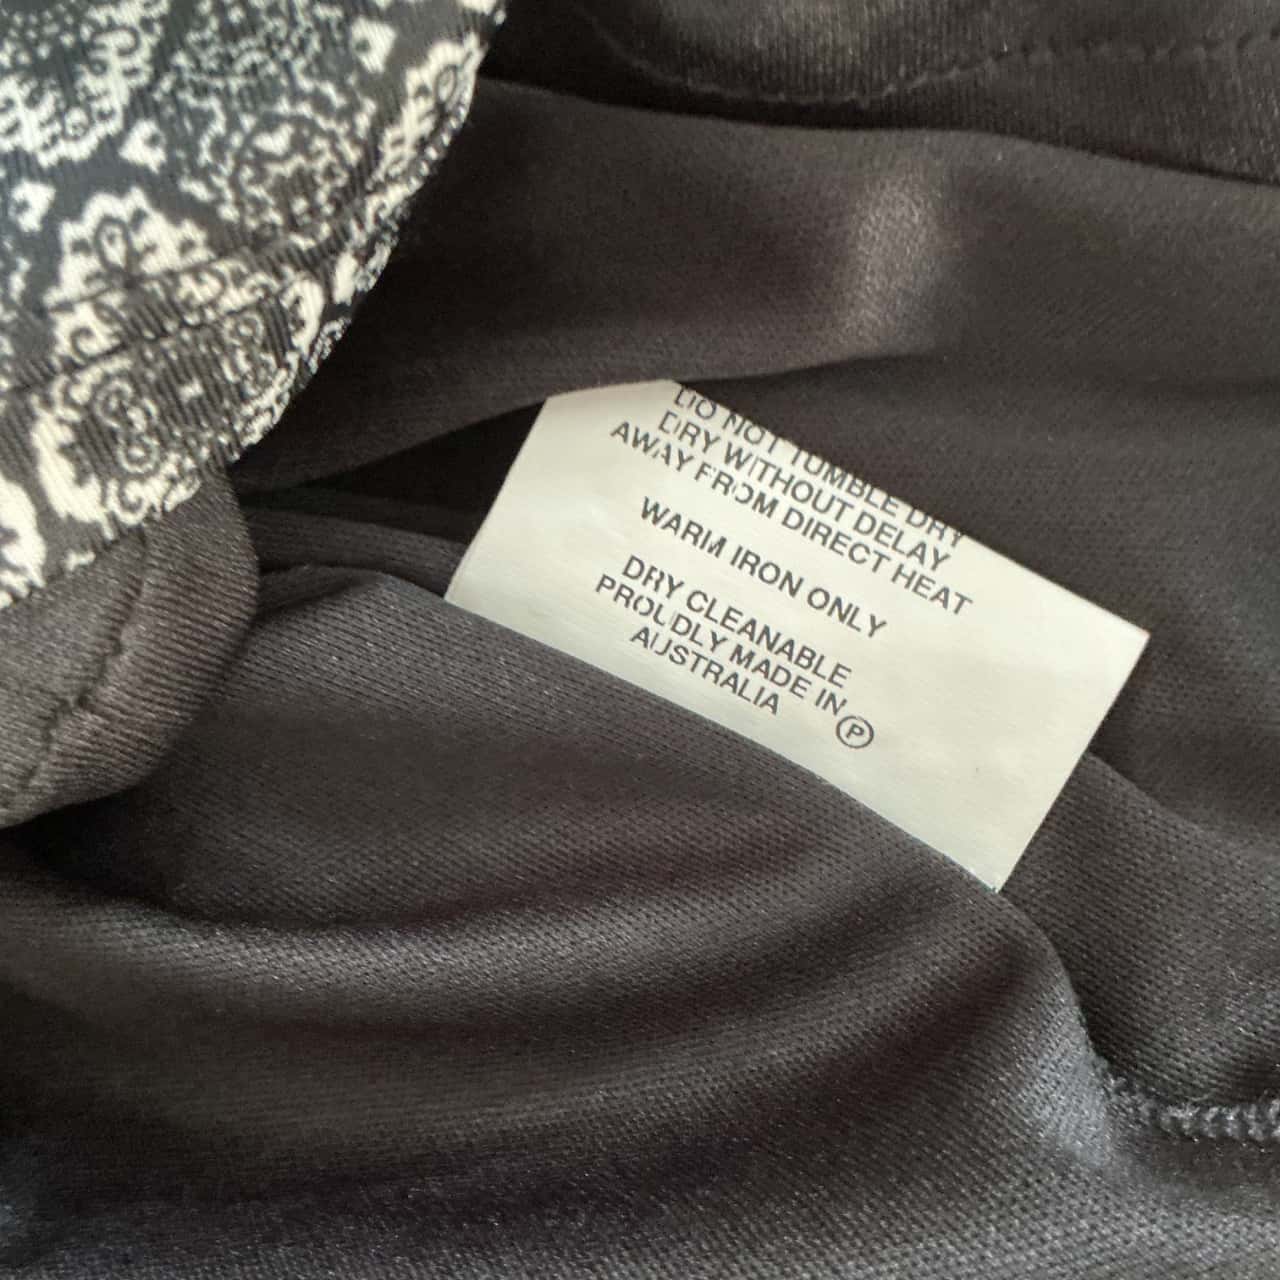 DO NOT TUMBLE DRY
DRY WITHOUT DELAY
AWAY FROM DIRECT HEAT
WARM IRON ONLY
DRY CLEANABLE
PROUDLY MADE IN
AUSTRALIA
P